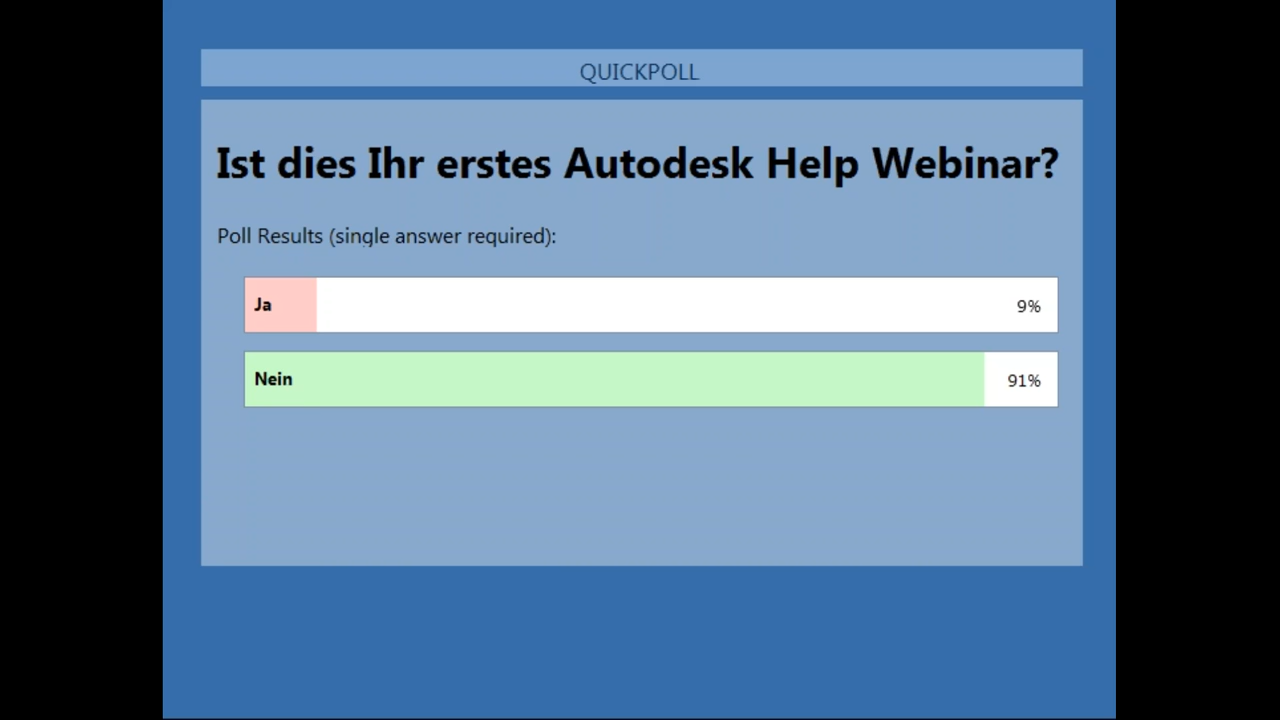 QUICKPOLL
Ist dies Ihr erstes Autodesk Help Webinar?
Poll Results (single answer required):
Ja 9%
Nein 91%